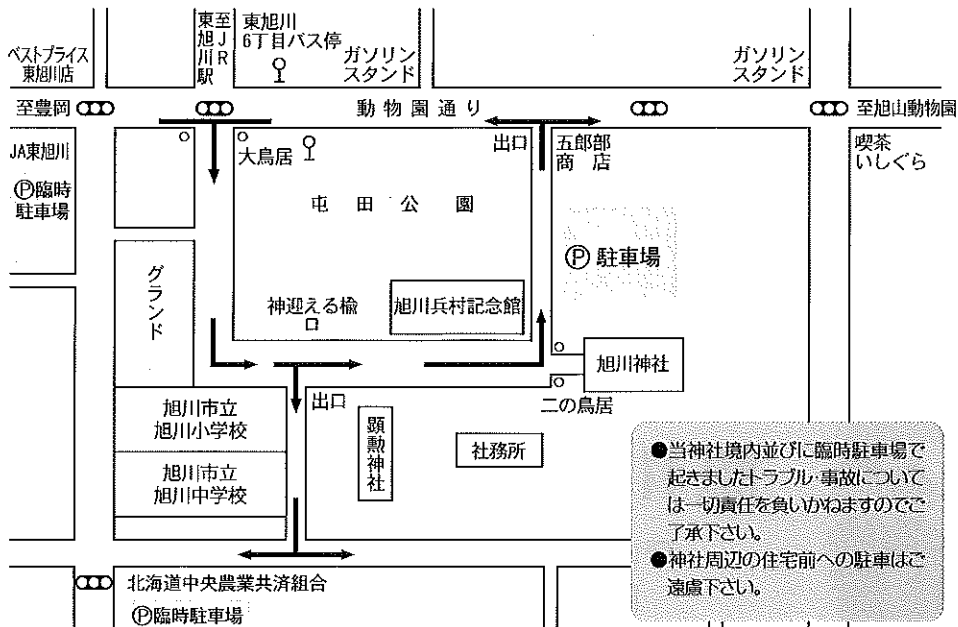 至JR
東旭川駅
東旭川
6丁目バス停
ガソリン
スタンド
ガソリン
スタンド
ベストプライス
東旭川店
至豊岡
動物園通り
至旭山動物園
JA東旭川
Ⓟ臨時
駐車場
大鳥居
出口
五郎部
商店
喫茶
いしぐら
屯田公園
Ⓟ駐車場
グランド
神迎える楡
旭川兵村記念館
旭川神社
二の鳥居
出口
旭川市立
旭川小学校
顕勲神社
社務所
旭川市立
旭川中学校
●当神社境内並びに臨時駐車場で
起きましたトラブル・事故について
は一切責任を負いかねますのでご
了承下さい。
●神社周辺の住宅前への駐車はご
遠慮下さい。
北海道中央農業共済組合
Ⓟ臨時駐車場